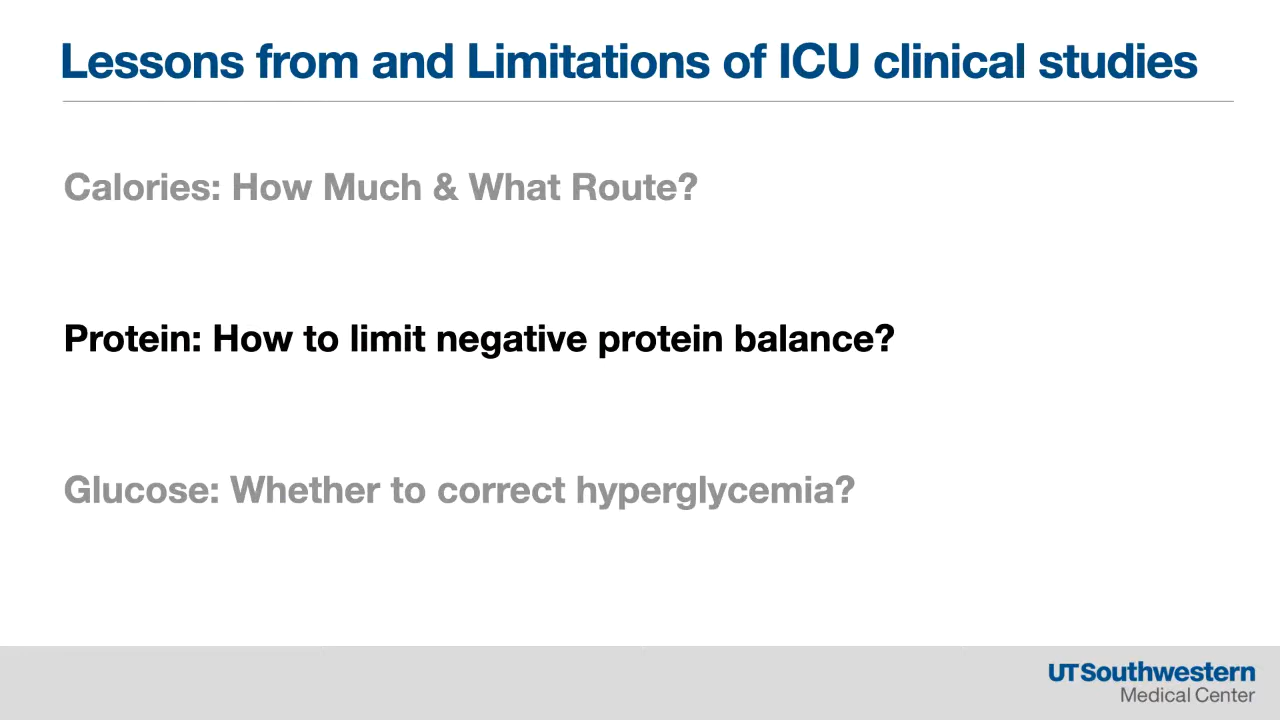 Lessons from and Limitations of ICU clinical studies
Calories: How Much & What Route?
Protein: How to limit negative protein balance?
Glucose: Whether to correct hyperglycemia?
UTSouthwestern
Medical Center